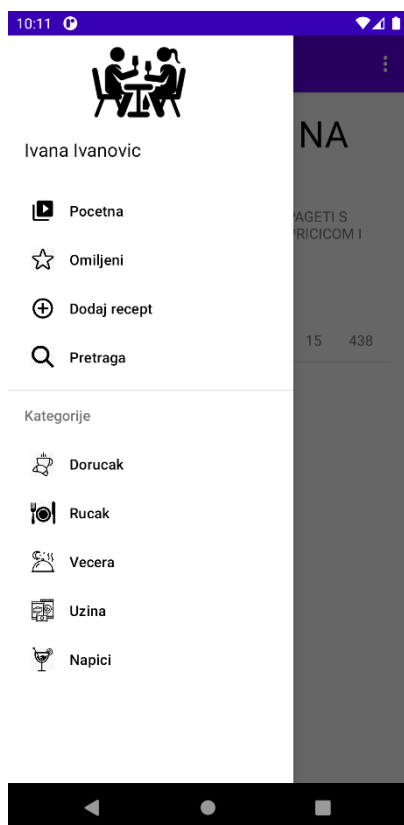 10:11
NA
Ivana Ivanovic
Pocetna
AGETI S
PRICICOM I
Omiljeni
Dodaj recept
15 438
Pretraga
Kategorije
Dorucak
Rucak
Vecera
Uzina
Napici